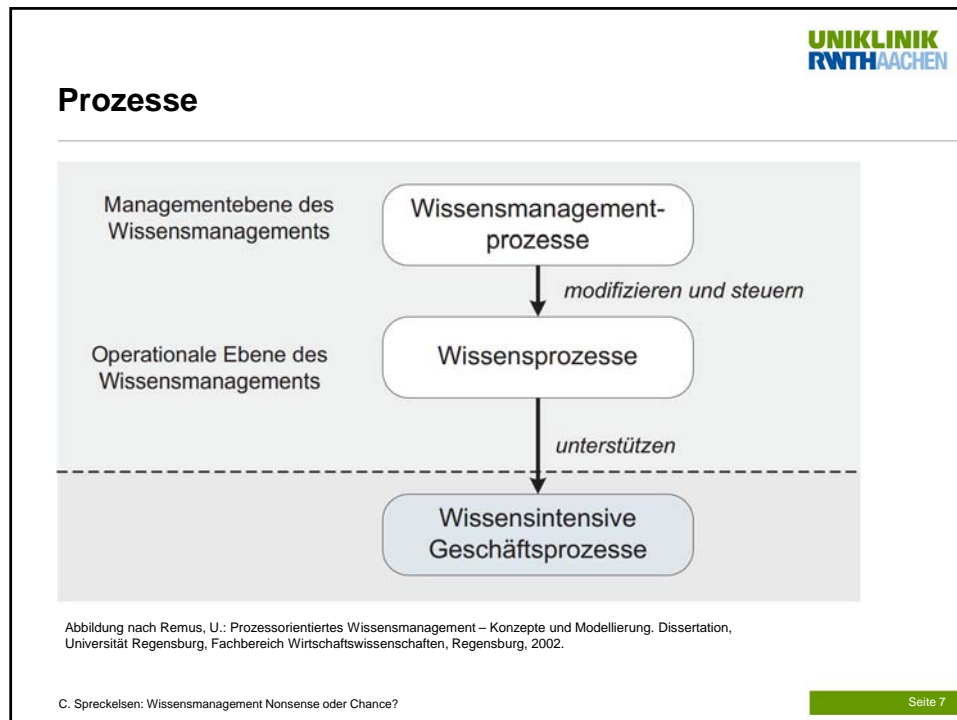 UNIKLINIK
RWTHAACHEN
Prozesse
Managementebene des
Wissensmanagements
Wissensmanagement-
prozesse
modifizieren und steuern
Operationale Ebene des
Wissensmanagements
Wissensprozesse
unterstützen
Wissensintensive
Geschäftsprozesse
Abbildung nach Remus, U.: Prozessorientiertes Wissensmanagement – Konzepte und Modellierung. Dissertation,
Universität Regensburg, Fachbereich Wirtschaftswissenschaften, Regensburg, 2002.
C. Spreckelsen: Wissensmanagement Nonsense oder Chance?
Seite 7